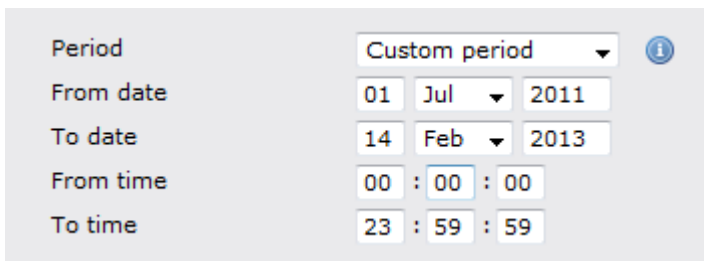 Period Custom period
From date 01 Jul 2011
To date 14 Feb 2013
From time 00 : 00 : 00
To time 23 : 59 : 59